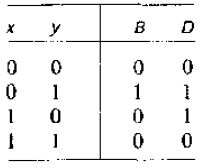 x y B D
0 0 0 0
0 1 1 1
1 0 0 1
1 1 0 0